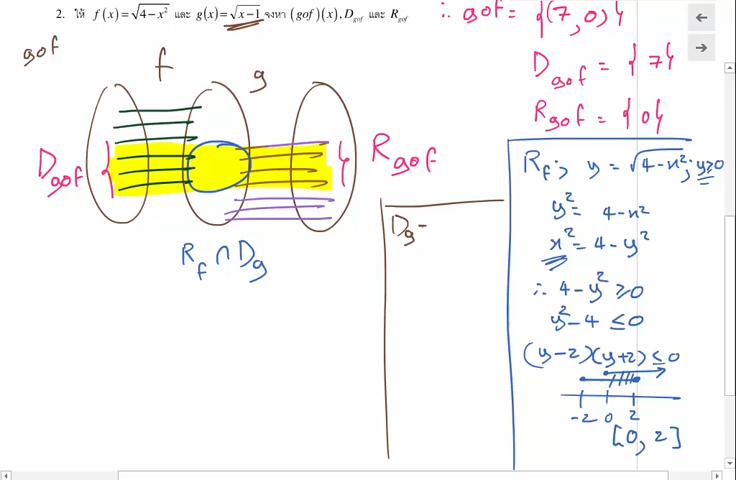 2. ให้ f(x)=√4−x² และ g(x)=√x−1 จงหา (gof)(x), D_gof และ R_gof
∴ gof = {(7,0)}
D_gof = {7}
R_gof = {0}
gof
f
g
D_gof
R_gof
R_f ∩ D_g
D_g -
R_f > y = √4−x² ; y≥0
y² = 4−x²
x² = 4−y²
∴ 4−y² ≥0
y²−4 ≤0
(y−2)(y+2)≤0
-2 0 2
[0, 2]